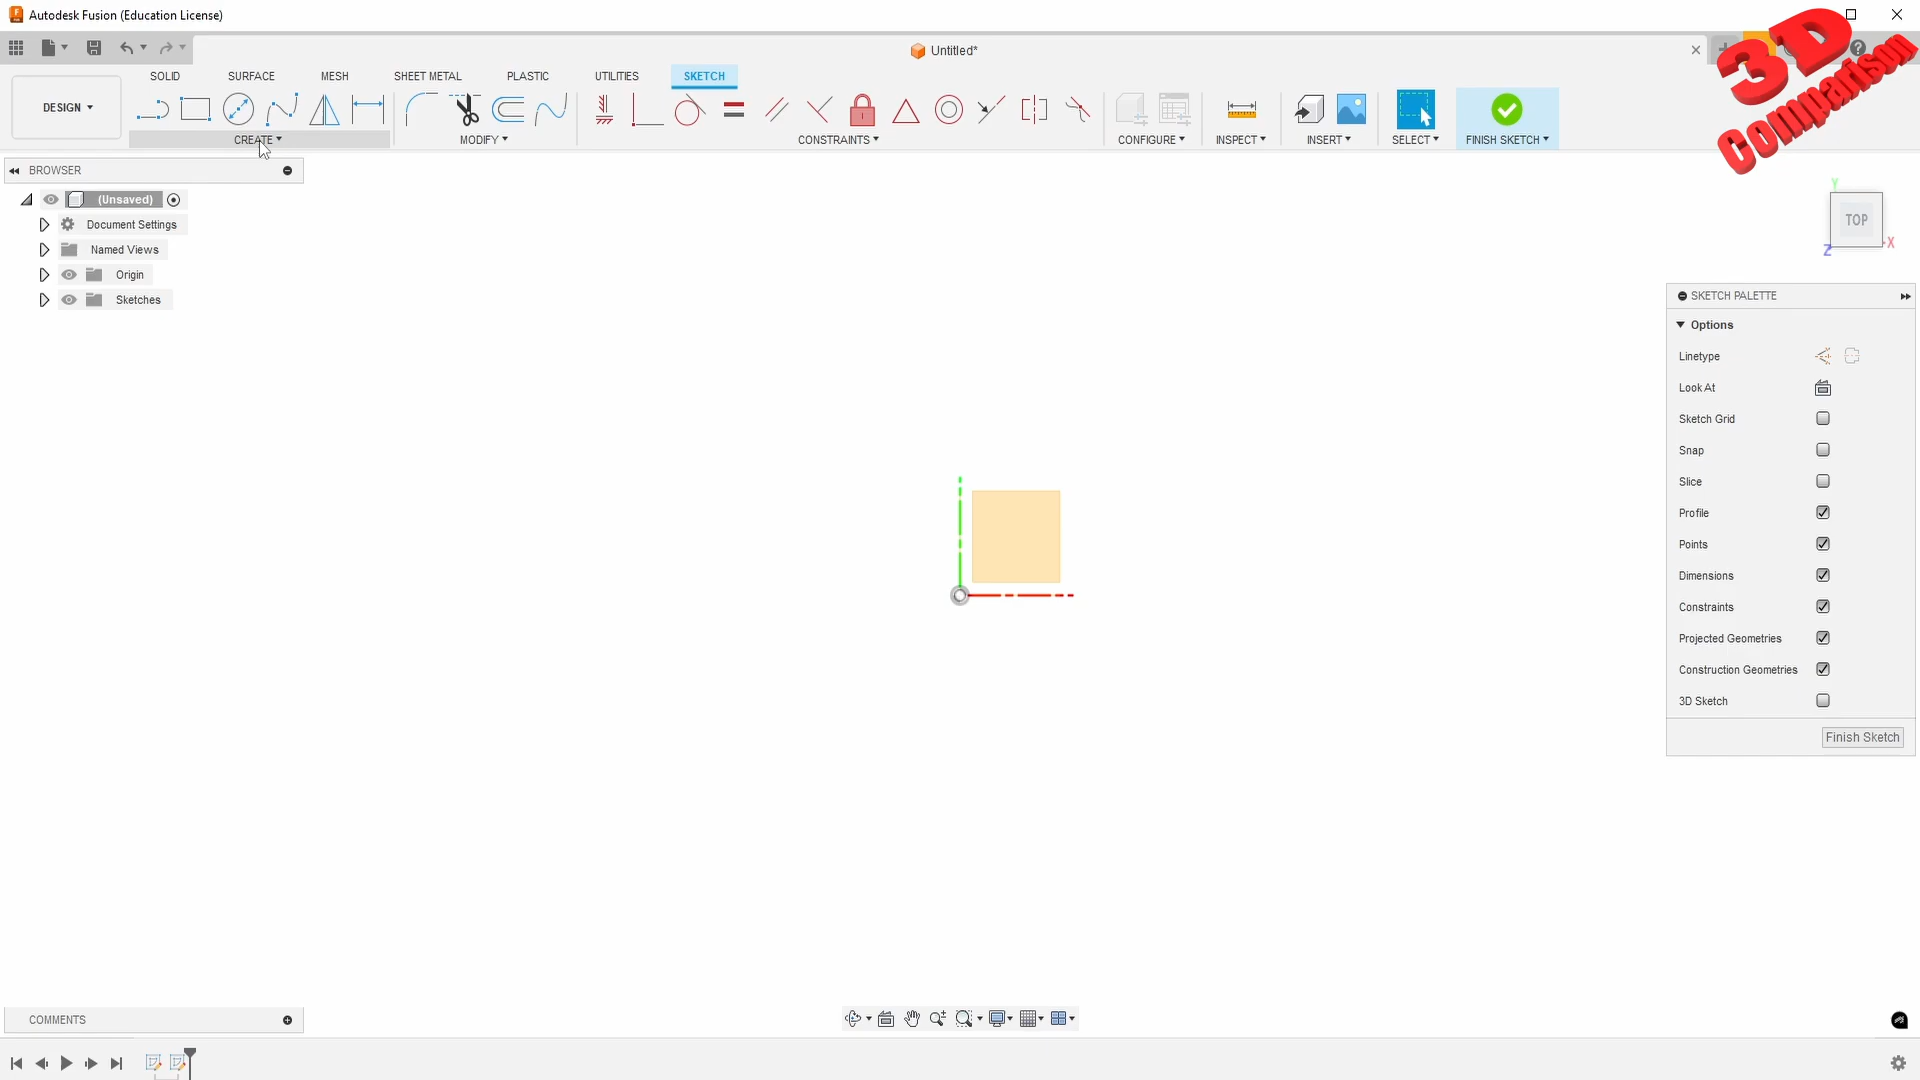 Autodesk Fusion (Education License)
Untitled*
3D
Comparison
SOLID
SURFACE
MESH
SHEET METAL
PLASTIC
UTILITIES
SKETCH
DESIGN
CREATE
MODIFY
CONSTRAINTS
CONFIGURE
INSPECT
INSERT
SELECT
FINISH SKETCH
BROWSER
(Unsaved)
Document Settings
Named Views
Origin
Sketches
Y
TOP
X
Z
SKETCH PALETTE
Options
Linetype
Look At
Sketch Grid
Snap
Slice
Profile
Points
Dimensions
Constraints
Projected Geometries
Construction Geometries
3D Sketch
Finish Sketch
COMMENTS